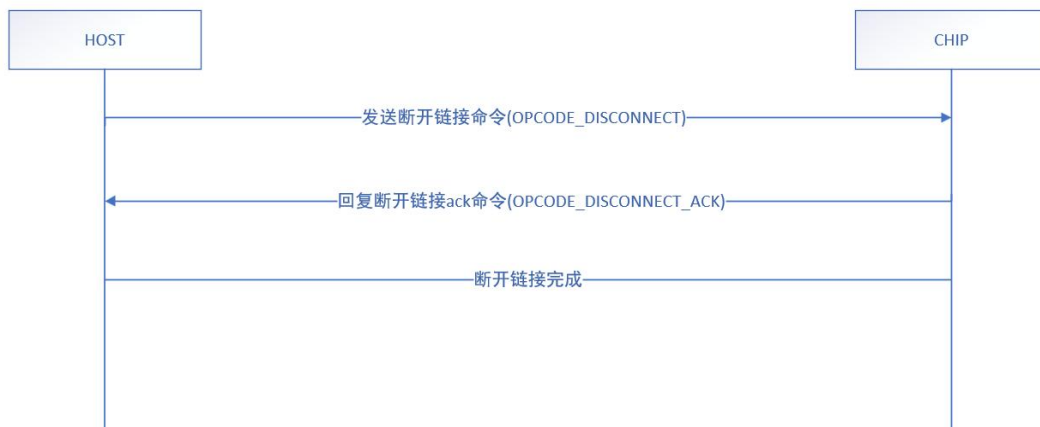 HOST
CHIP
发送断开链接命令(OPCODE_DISCONNECT)
回复断开链接ack命令(OPCODE_DISCONNECT_ACK)
断开链接完成